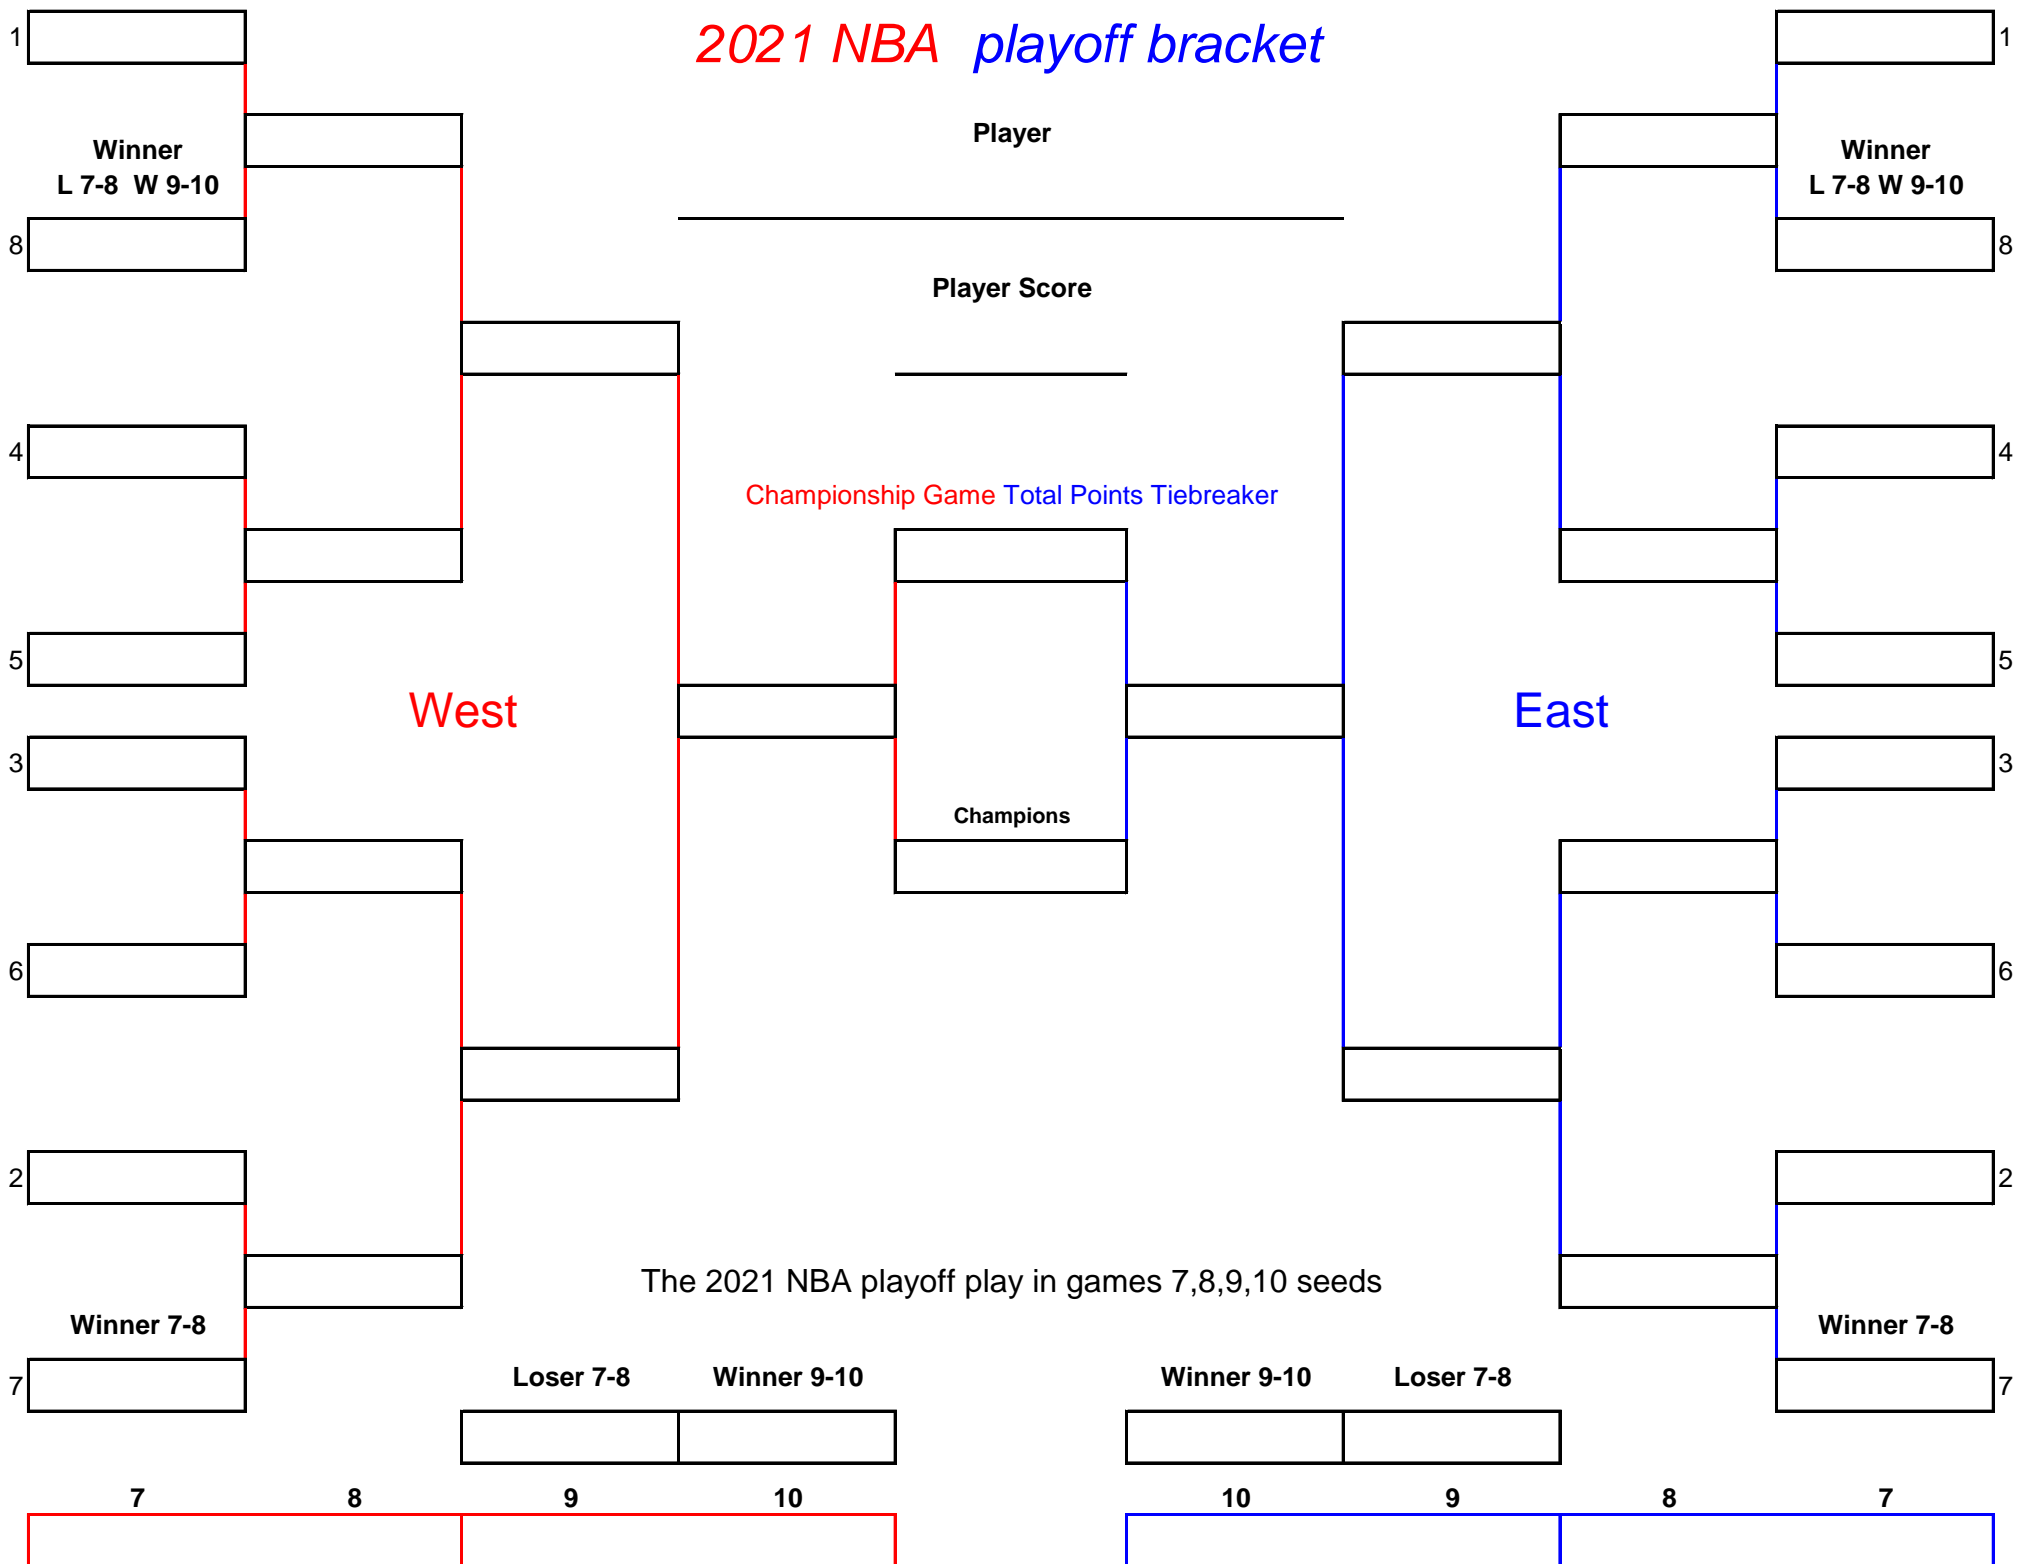 2021 NBA playoff bracket
1
1
Player
Winner
L 7-8 W 9-10
Winner
L 7-8 W 9-10
8
8
Player Score
4
4
Championship Game Total Points Tiebreaker
5
5
West
East
3
3
Champions
6
6
2
2
The 2021 NBA playoff play in games 7,8,9,10 seeds
Winner 7-8
Winner 7-8
7
7
Loser 7-8 Winner 9-10
Winner 9-10 Loser 7-8
7 8 9 10
10 9 8 7